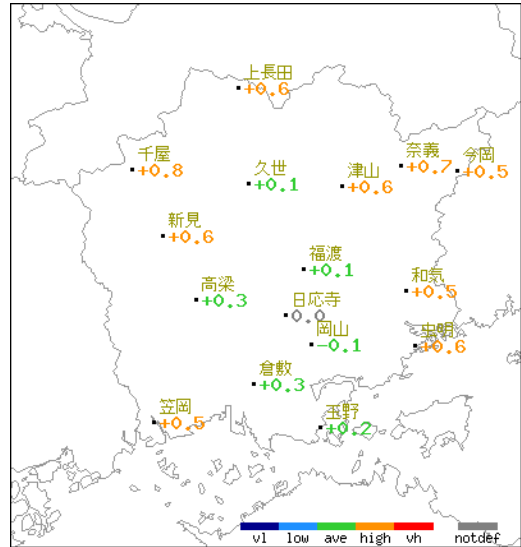 上長田
+0.6
千屋
+0.8
久世
+0.1
津山
+0.6
奈義
+0.7
今岡
+0.5
新見
+0.6
福渡
+0.1
高梁
+0.3
和気
+0.5
日応寺
0.0
岡山
-0.1
虫明
+0.6
倉敷
+0.3
笠岡
+0.5
玉野
+0.2
vl low ave high vh notdef